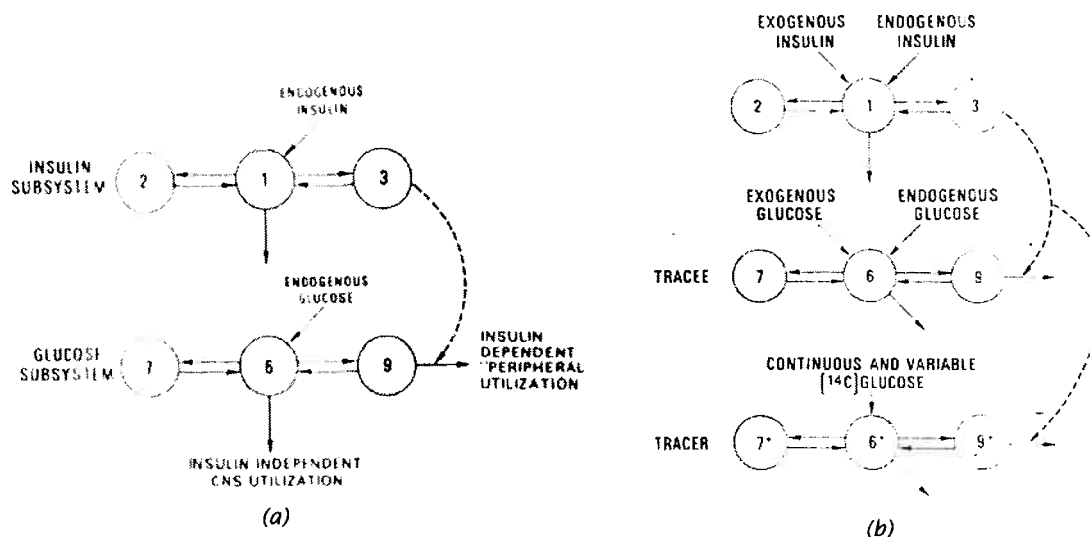 ENDOGENOUS
INSULIN
INSULIN
SUBSYSTEM
2
1
3
ENDOGENOUS
GLUCOSE
GLUCOSE
SUBSYSTEM
7
6
9
INSULIN
DEPENDENT
PERIPHERAL
UTILIZATION
INSULIN INDEPENDENT
CNS UTILIZATION
(a)
EXOGENOUS
INSULIN
ENDOGENOUS
INSULIN
2
1
3
EXOGENOUS
GLUCOSE
ENDOGENOUS
GLUCOSE
TRACEE
7
6
9
CONTINUOUS AND VARIABLE
[14C]GLUCOSE
TRACER
7*
6*
9*
(b)